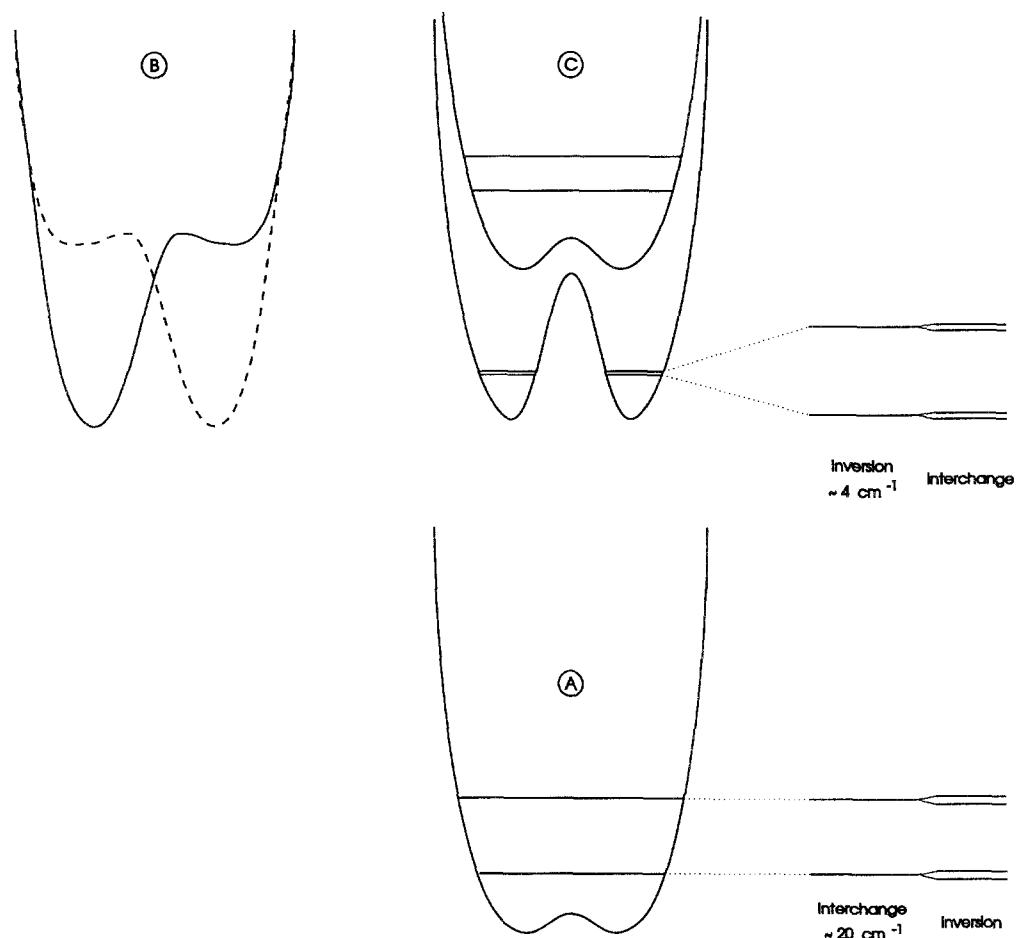 B
C
Inversion
~ 4 cm -1
Interchange
A
Interchange
~ 20 cm -1
Inversion